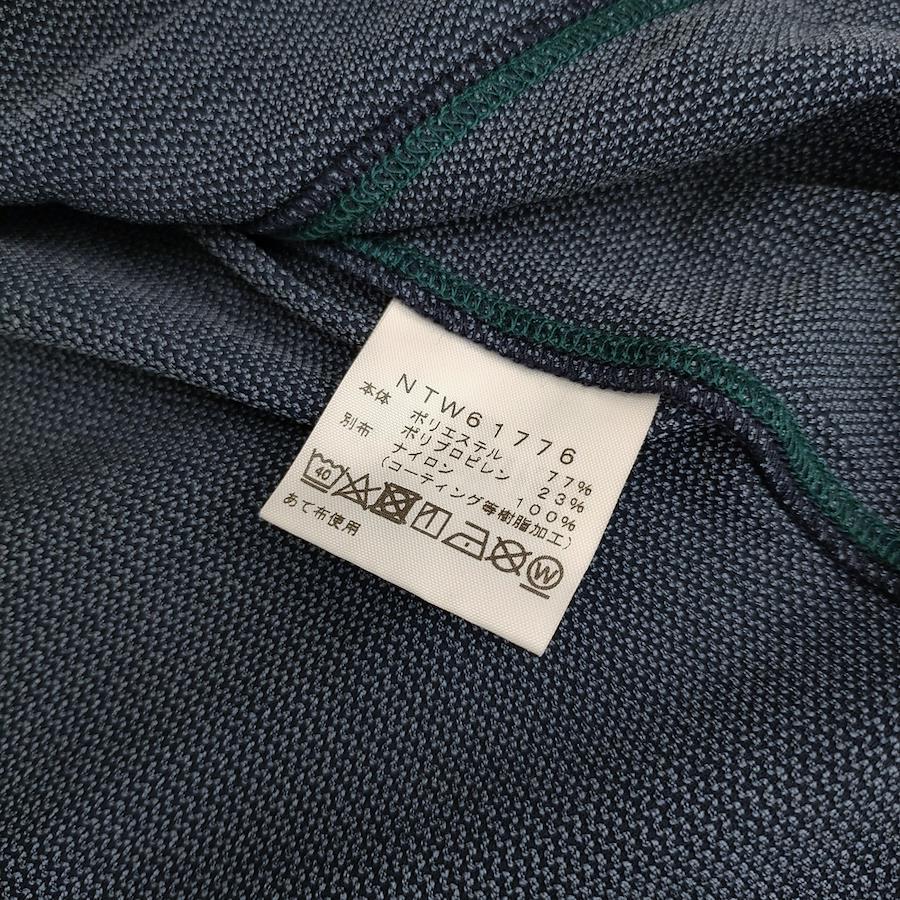 NTW61776
本体 ポリエステル 77%
ポリプロピレン 23%
別布 ナイロン 100%
(コーティング等樹脂加工)
40 W
あて布使用